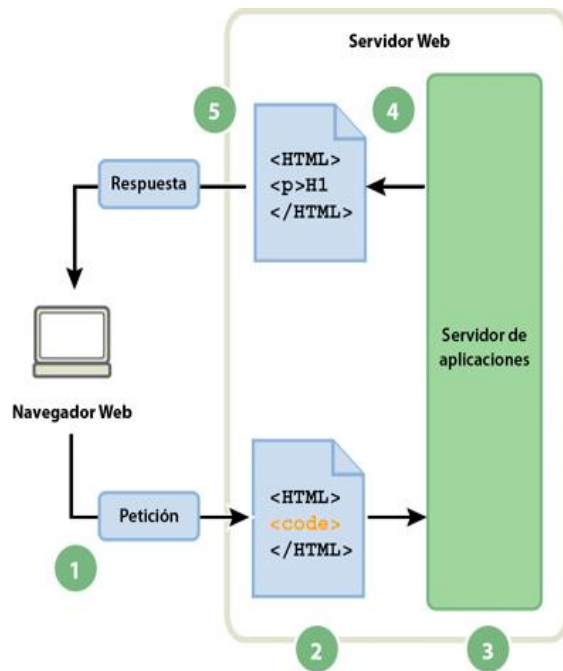 Servidor Web
5
4
<HTML>
<p>H1
</HTML>
Respuesta
Servidor de
aplicaciones
Navegador Web
Petición
<HTML>
<code>
</HTML>
1
2
3